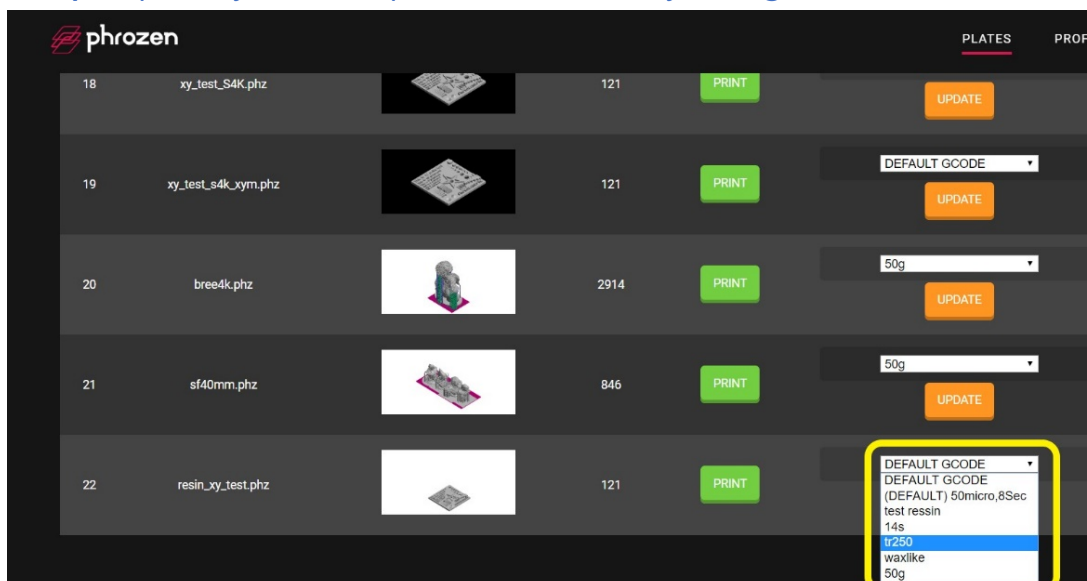 phrozen
PLATES PROF
18 xy_test_S4K.phz 121 PRINT
UPDATE
DEFAULT GCODE
19 xy_test_s4k_xym.phz 121 PRINT
UPDATE
50g
20 bree4k.phz 2914 PRINT
UPDATE
50g
21 sf40mm.phz 846 PRINT
UPDATE
DEFAULT GCODE
22 resin_xy_test.phz 121 PRINT
DEFAULT GCODE
(DEFAULT) 50micro,8Sec
test ressin
14s
tr250
waxlike
50g